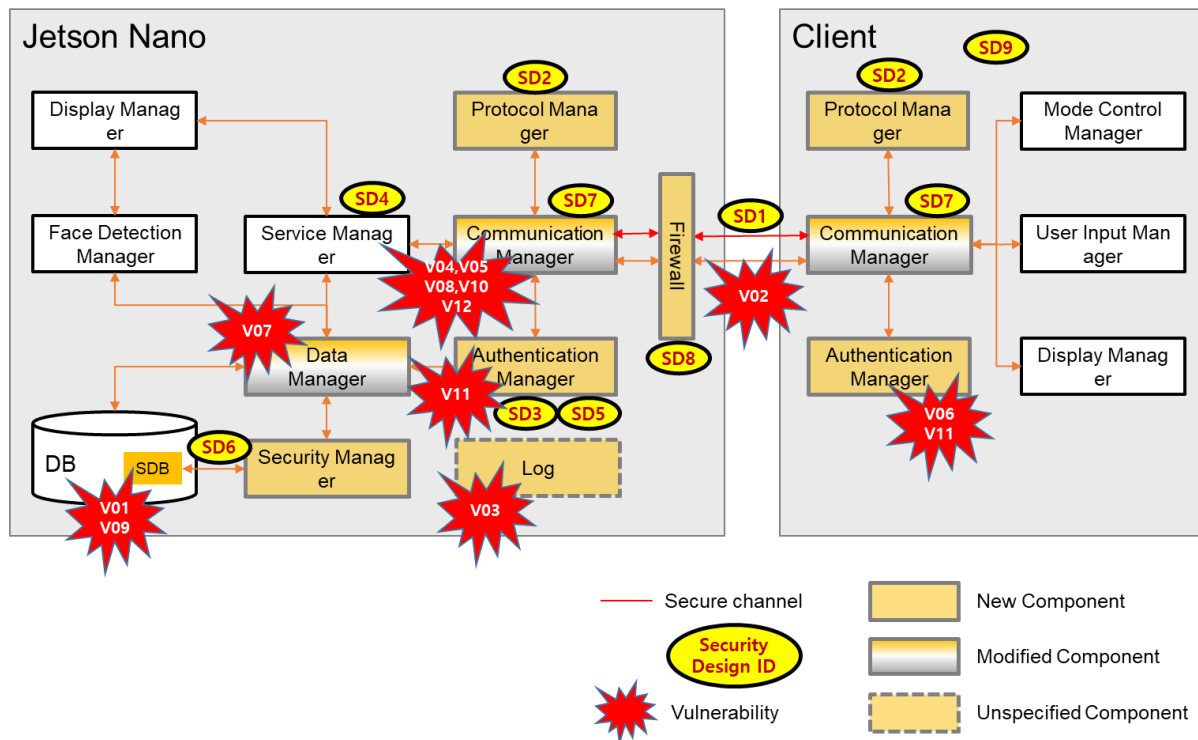 Jetson Nano
Client
SD9
SD2
SD2
Display Manag
er
Protocol Mana
ger
Protocol Mana
ger
Mode Control
Manager
SD4
SD7
SD1
SD7
Face Detection
Manager
Service Manag
er
Communication
Manager
Firewall
Communication
Manager
User Input Man
ager
V04,V05
V08,V10
V12
V02
V07
Data
Manager
Authentication
Manager
SD8
Authentication
Manager
Display Manag
er
V11
V06
V11
SD3
SD5
SD6
DB
SDB
Security Manag
er
Log
V01
V09
V03
Secure channel
New Component
Security
Design ID
Modified Component
Vulnerability
Unspecified Component